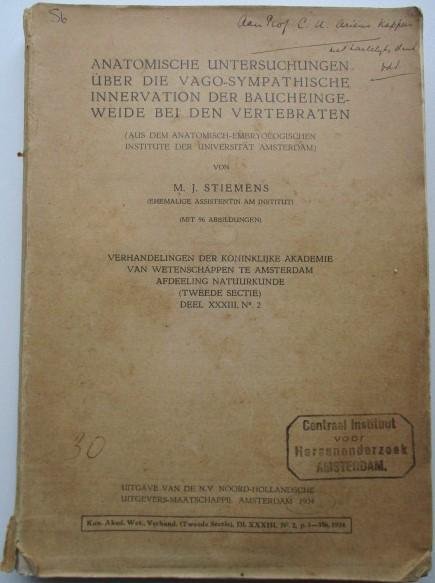 56
Aan Prof C. U. Ariëns Kappers
met hartelijke dank
ANATOMISCHE UNTERSUCHUNGEN
ÜBER DIE VAGO-SYMPATHISCHE
INNERVATION DER BAUCHEINGE-
WEIDE BEI DEN VERTEBRATEN
(AUS DEM ANATOMISCH-EMBRYOLOGISCHEN
INSTITUTE DER UNIVERSITÄT AMSTERDAM)
VON
M. J. STIEMENS
(EHEMALIGE ASSISTENTIN AM INSTITUT)
(MIT 96 ABBILDUNGEN)
VERHANDELINGEN DER KONINKLIJKE AKADEMIE
VAN WETENSCHAPPEN TE AMSTERDAM
AFDEELING NATUURKUNDE
(TWEEDE SECTIE)
DEEL XXXIII, Nº. 2
30
Centraal Instituut
voor
Hersenonderzoek
AMSTERDAM.
UITGAVE VAN DE N.V. NOORD-HOLLANDSCHE
UITGEVERS-MAATSCHAPPIJ, AMSTERDAM 1934
Kon. Akad. Wet., Verhand. (Tweede Sectie), Dl. XXXIII, Nº. 2, p. 1—356, 1934